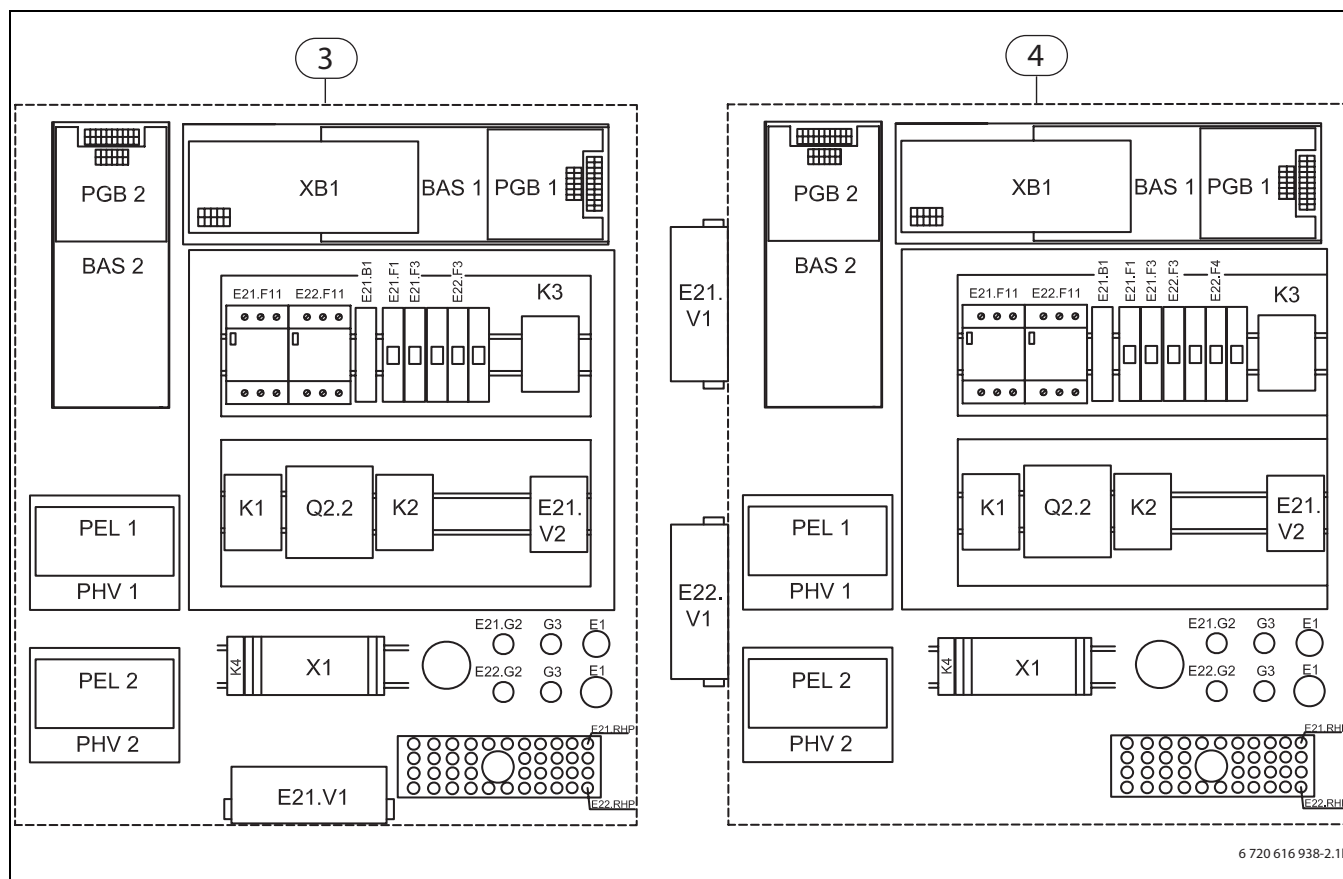 3
PGB 2
XB1
BAS 1
PGB 1
BAS 2
E21.F11
E22.F11
E21.B1
E21.F1
E21.F3
E22.F3
K3
K1
Q2.2
K2
E21.
V2
PEL 1
PHV 1
E21.G2
G3
E1
K4
X1
E22.G2
G3
E1
PEL 2
PHV 2
E21.RHP
E22.RHP
E21.V1
4
PGB 2
XB1
BAS 1
PGB 1
BAS 2
E21.
V1
E21.F11
E22.F11
E21.B1
E21.F1
E21.F3
E22.F3
E22.F4
K3
K1
Q2.2
K2
E21.
V2
PEL 1
PHV 1
E22.
V1
E21.G2
G3
E1
K4
X1
E22.G2
G3
E1
PEL 2
PHV 2
6 720 616 938-2.1